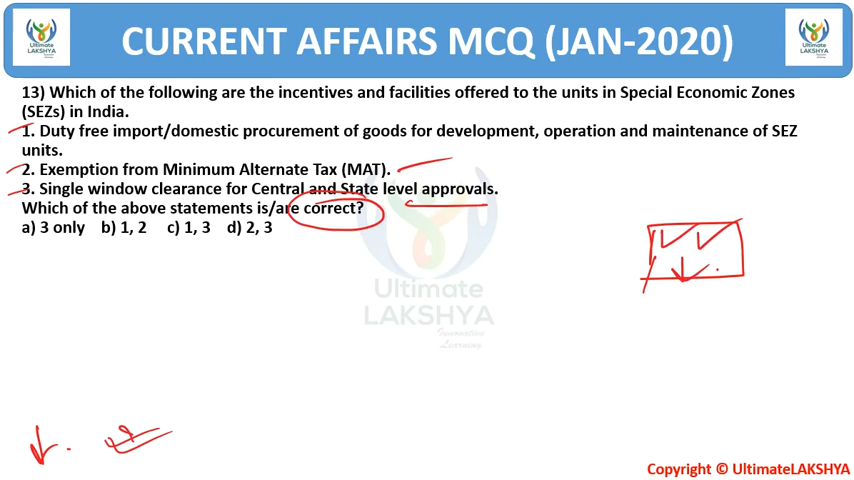 Ultimate
LAKSHYA
CURRENT AFFAIRS MCQ (JAN-2020)
Ultimate
LAKSHYA
13) Which of the following are the incentives and facilities offered to the units in Special Economic Zones
(SEZs) in India.
1. Duty free import/domestic procurement of goods for development, operation and maintenance of SEZ
units.
2. Exemption from Minimum Alternate Tax (MAT).
3. Single window clearance for Central and State level approvals.
Which of the above statements is/are correct?
a) 3 only b) 1, 2 c) 1, 3 d) 2, 3
Ultimate
LAKSHYA
Innovation
Learning
Copyright © UltimateLAKSHYA